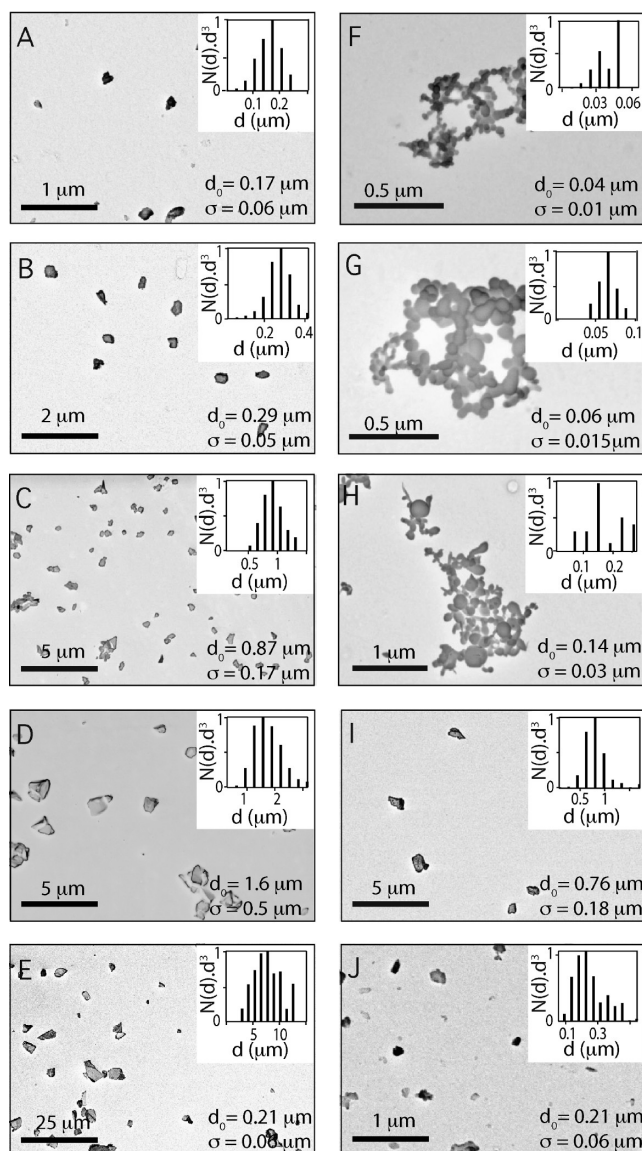 A
N(d).d³
1
0
0.1 0.2
d (μm)
1 μm
d₀= 0.17 μm
σ = 0.06 μm
F
N(d).d³
1
0
0.03 0.06
d (μm)
0.5 μm
d₀= 0.04 μm
σ = 0.01 μm
B
N(d).d³
1
0
0.2 0.4
d (μm)
2 μm
d₀= 0.29 μm
σ = 0.05 μm
G
N(d).d³
1
0
0.05 0.1
d (μm)
0.5 μm
d₀= 0.06 μm
σ = 0.015μm
C
N(d).d³
1
0
0.5 1
d (μm)
5 μm
d₀= 0.87 μm
σ = 0.17 μm
H
N(d).d³
1
0
0.1 0.2
d (μm)
1 μm
d₀= 0.14 μm
σ = 0.03 μm
D
N(d).d³
1
0
1 2
d (μm)
5 μm
d₀= 1.6 μm
σ = 0.5 μm
I
N(d).d³
1
0
0.5 1
d (μm)
5 μm
d₀= 0.76 μm
σ = 0.18 μm
E
N(d).d³
1
0
5 10
d (μm)
25 μm
d₀= 0.21 μm
σ = 0.06 μm
J
N(d).d³
1
0
0.1 0.3
d (μm)
1 μm
d₀= 0.21 μm
σ = 0.06 μm